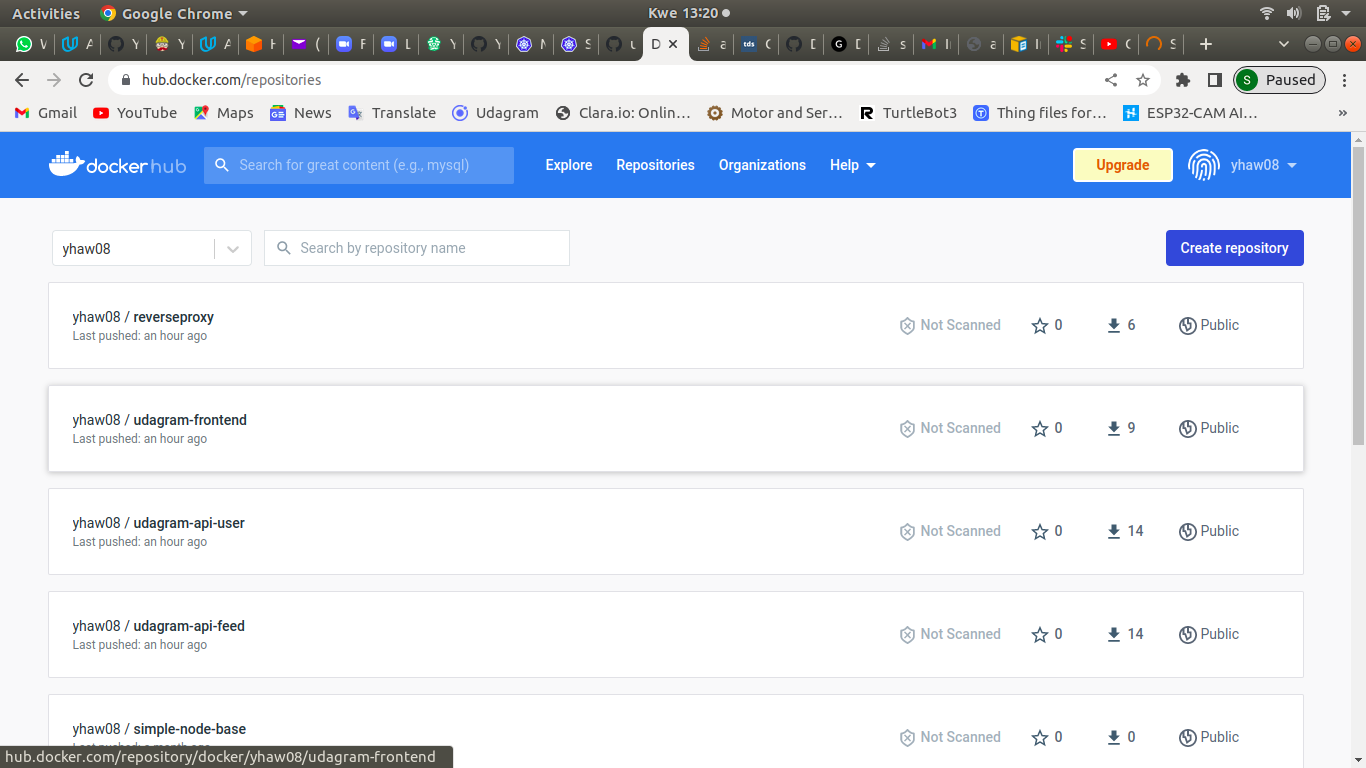 Activities Google Chrome Kwe 13:20
D
hub.docker.com/repositories S Paused
Gmail YouTube Maps News Translate Udagram Clara.io: Onlin… Motor and Ser… TurtleBot3 Thing files for… ESP32-CAM AI… »
docker hub Search for great content (e.g., mysql) Explore Repositories Organizations Help Upgrade yhaw08
yhaw08 Search by repository name Create repository
yhaw08 / reverseproxy
Last pushed: an hour ago
Not Scanned 0 6 Public
yhaw08 / udagram-frontend
Last pushed: an hour ago
Not Scanned 0 9 Public
yhaw08 / udagram-api-user
Last pushed: an hour ago
Not Scanned 0 14 Public
yhaw08 / udagram-api-feed
Last pushed: an hour ago
Not Scanned 0 14 Public
yhaw08 / simple-node-base
Not Scanned 0 0 Public
hub.docker.com/repository/docker/yhaw08/udagram-frontend